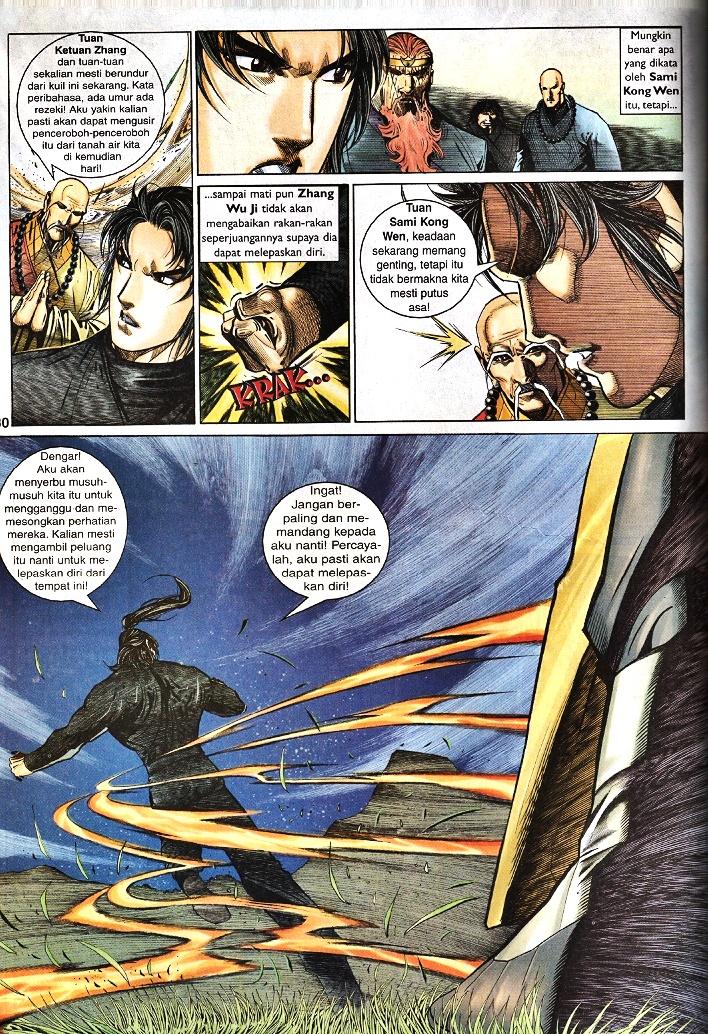 Tuan
Ketuan Zhang
dan tuan-tuan
sekalian mesti berundur
dari kuil ini sekarang. Kata
peribahasa, ada umur ada
rezeki! Aku yakin kalian
pasti akan dapat mengusir
penceroboh-penceroboh
itu dari tanah air kita
di kemudian
hari!
Mungkin
benar apa
yang dikata
oleh Sami
Kong Wen
itu, tetapi...
...sampai mati pun Zhang
Wu Ji tidak akan
mengabaikan rakan-rakan
seperjuangannya supaya dia
dapat melepaskan diri.
KRAK...
Tuan
Sami Kong
Wen, keadaan
sekarang memang
genting, tetapi itu
tidak bermakna kita
mesti putus
asa!
Dengar!
Aku akan
menyerbu musuh-
musuh kita itu untuk
mengganggu dan me-
mesongkan perhatian
mereka. Kalian mesti
mengambil peluang
itu nanti untuk me-
lepaskan diri dari
tempat ini!
Ingat!
Jangan ber-
paling dan me-
mandang kepada
aku nanti! Percaya-
lah, aku pasti akan
dapat melepas-
kan diri!